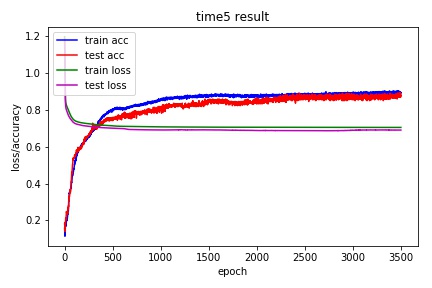 time5 result
train acc
test acc
train loss
test loss
loss/accuracy
1.2
1.0
0.8
0.6
0.4
0.2
0
500
1000
1500
2000
2500
3000
3500
epoch